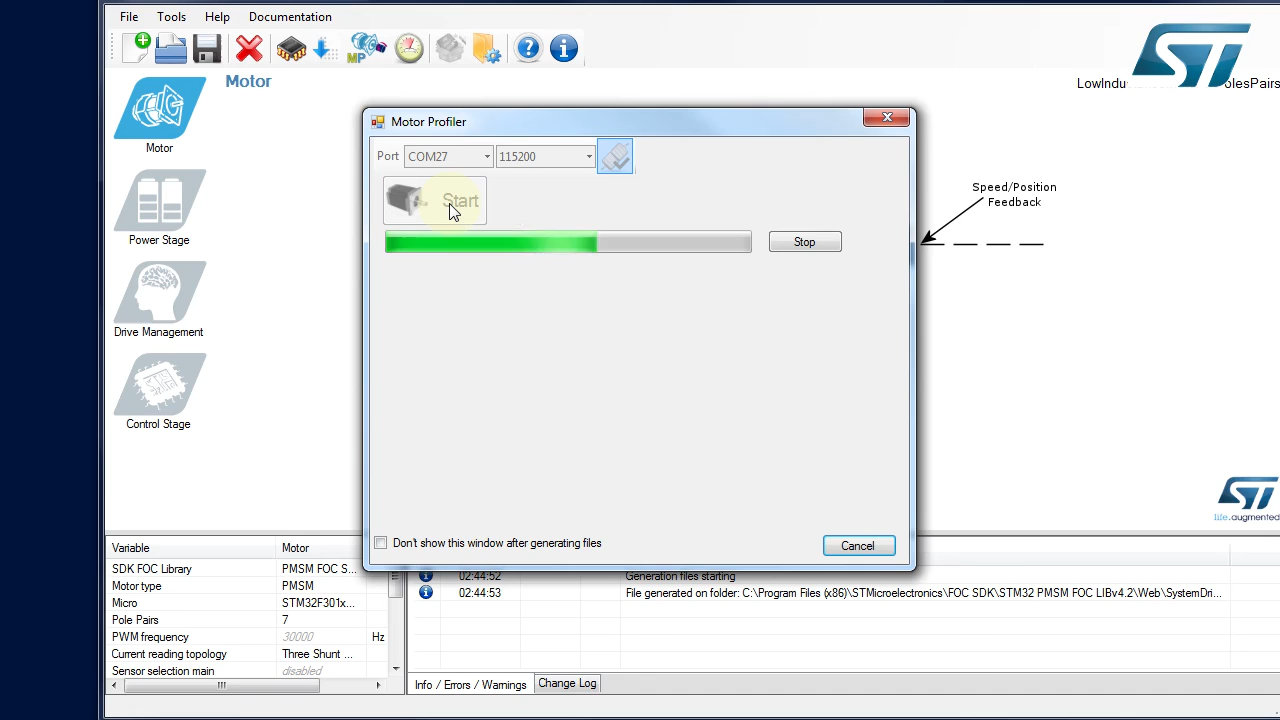 File Tools Help Documentation
MP
ST
Motor
Motor
Power Stage
Drive Management
Control Stage
Motor Profiler
Port COM27 115200
Start
Stop
Don't show this window after generating files
Cancel
Speed/Position
Feedback
ST
life.augmented
Variable Motor
SDK FOC Library PMSM FOC S...
Motor type PMSM
Micro STM32F301x...
Pole Pairs 7
PWM frequency 30000 Hz
Current reading topology Three Shunt ...
Sensor selection main disabled
02:44:52 Generation files starting
02:44:53 File generated on folder: C:\Program Files (x86)\STMicroelectronics\FOC SDK\STM32 PMSM FOC LIBv4.2\Web\SystemDri...
Info / Errors / Warnings Change Log